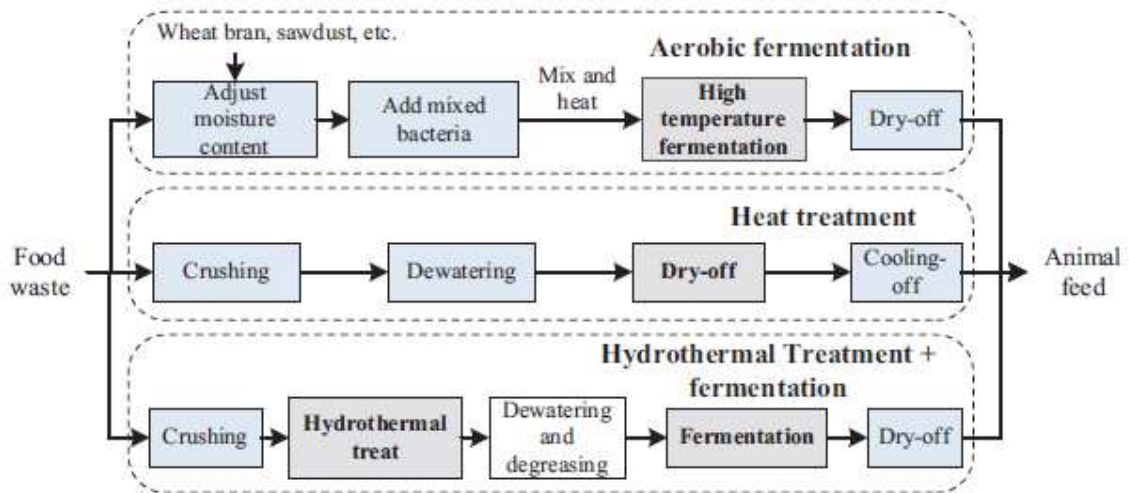 Wheat bran, sawdust, etc.
Aerobic fermentation
Adjust
moisture
content
Add mixed
bacteria
Mix and
heat
High
temperature
fermentation
Dry-off
Heat treatment
Food
waste
Crushing
Dewatering
Dry-off
Cooling-
off
Animal
feed
Hydrothermal Treatment +
fermentation
Crushing
Hydrothermal
treat
Dewatering
and
degreasing
Fermentation
Dry-off